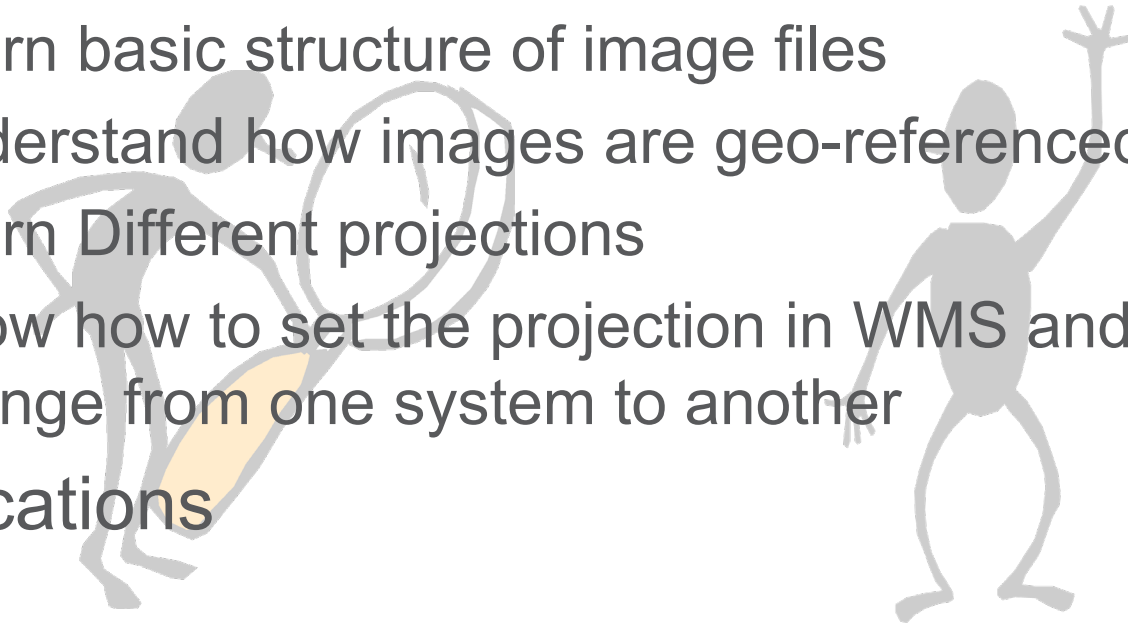 rn basic structure of image files
derstand how images are geo-referenced
rn Different projections
ow how to set the projection in WMS and
nge from one system to another
cations